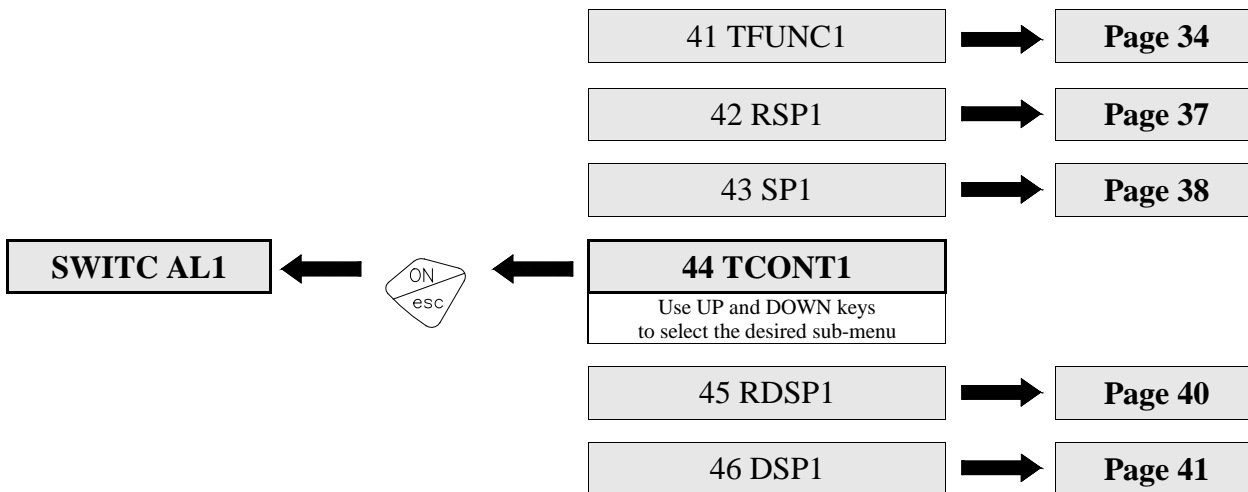 41 TFUNC1
Page 34
42 RSP1
Page 37
43 SP1
Page 38
SWITC AL1
ON
esc
44 TCONT1
Use UP and DOWN keys
to select the desired sub-menu
45 RDSP1
Page 40
46 DSP1
Page 41